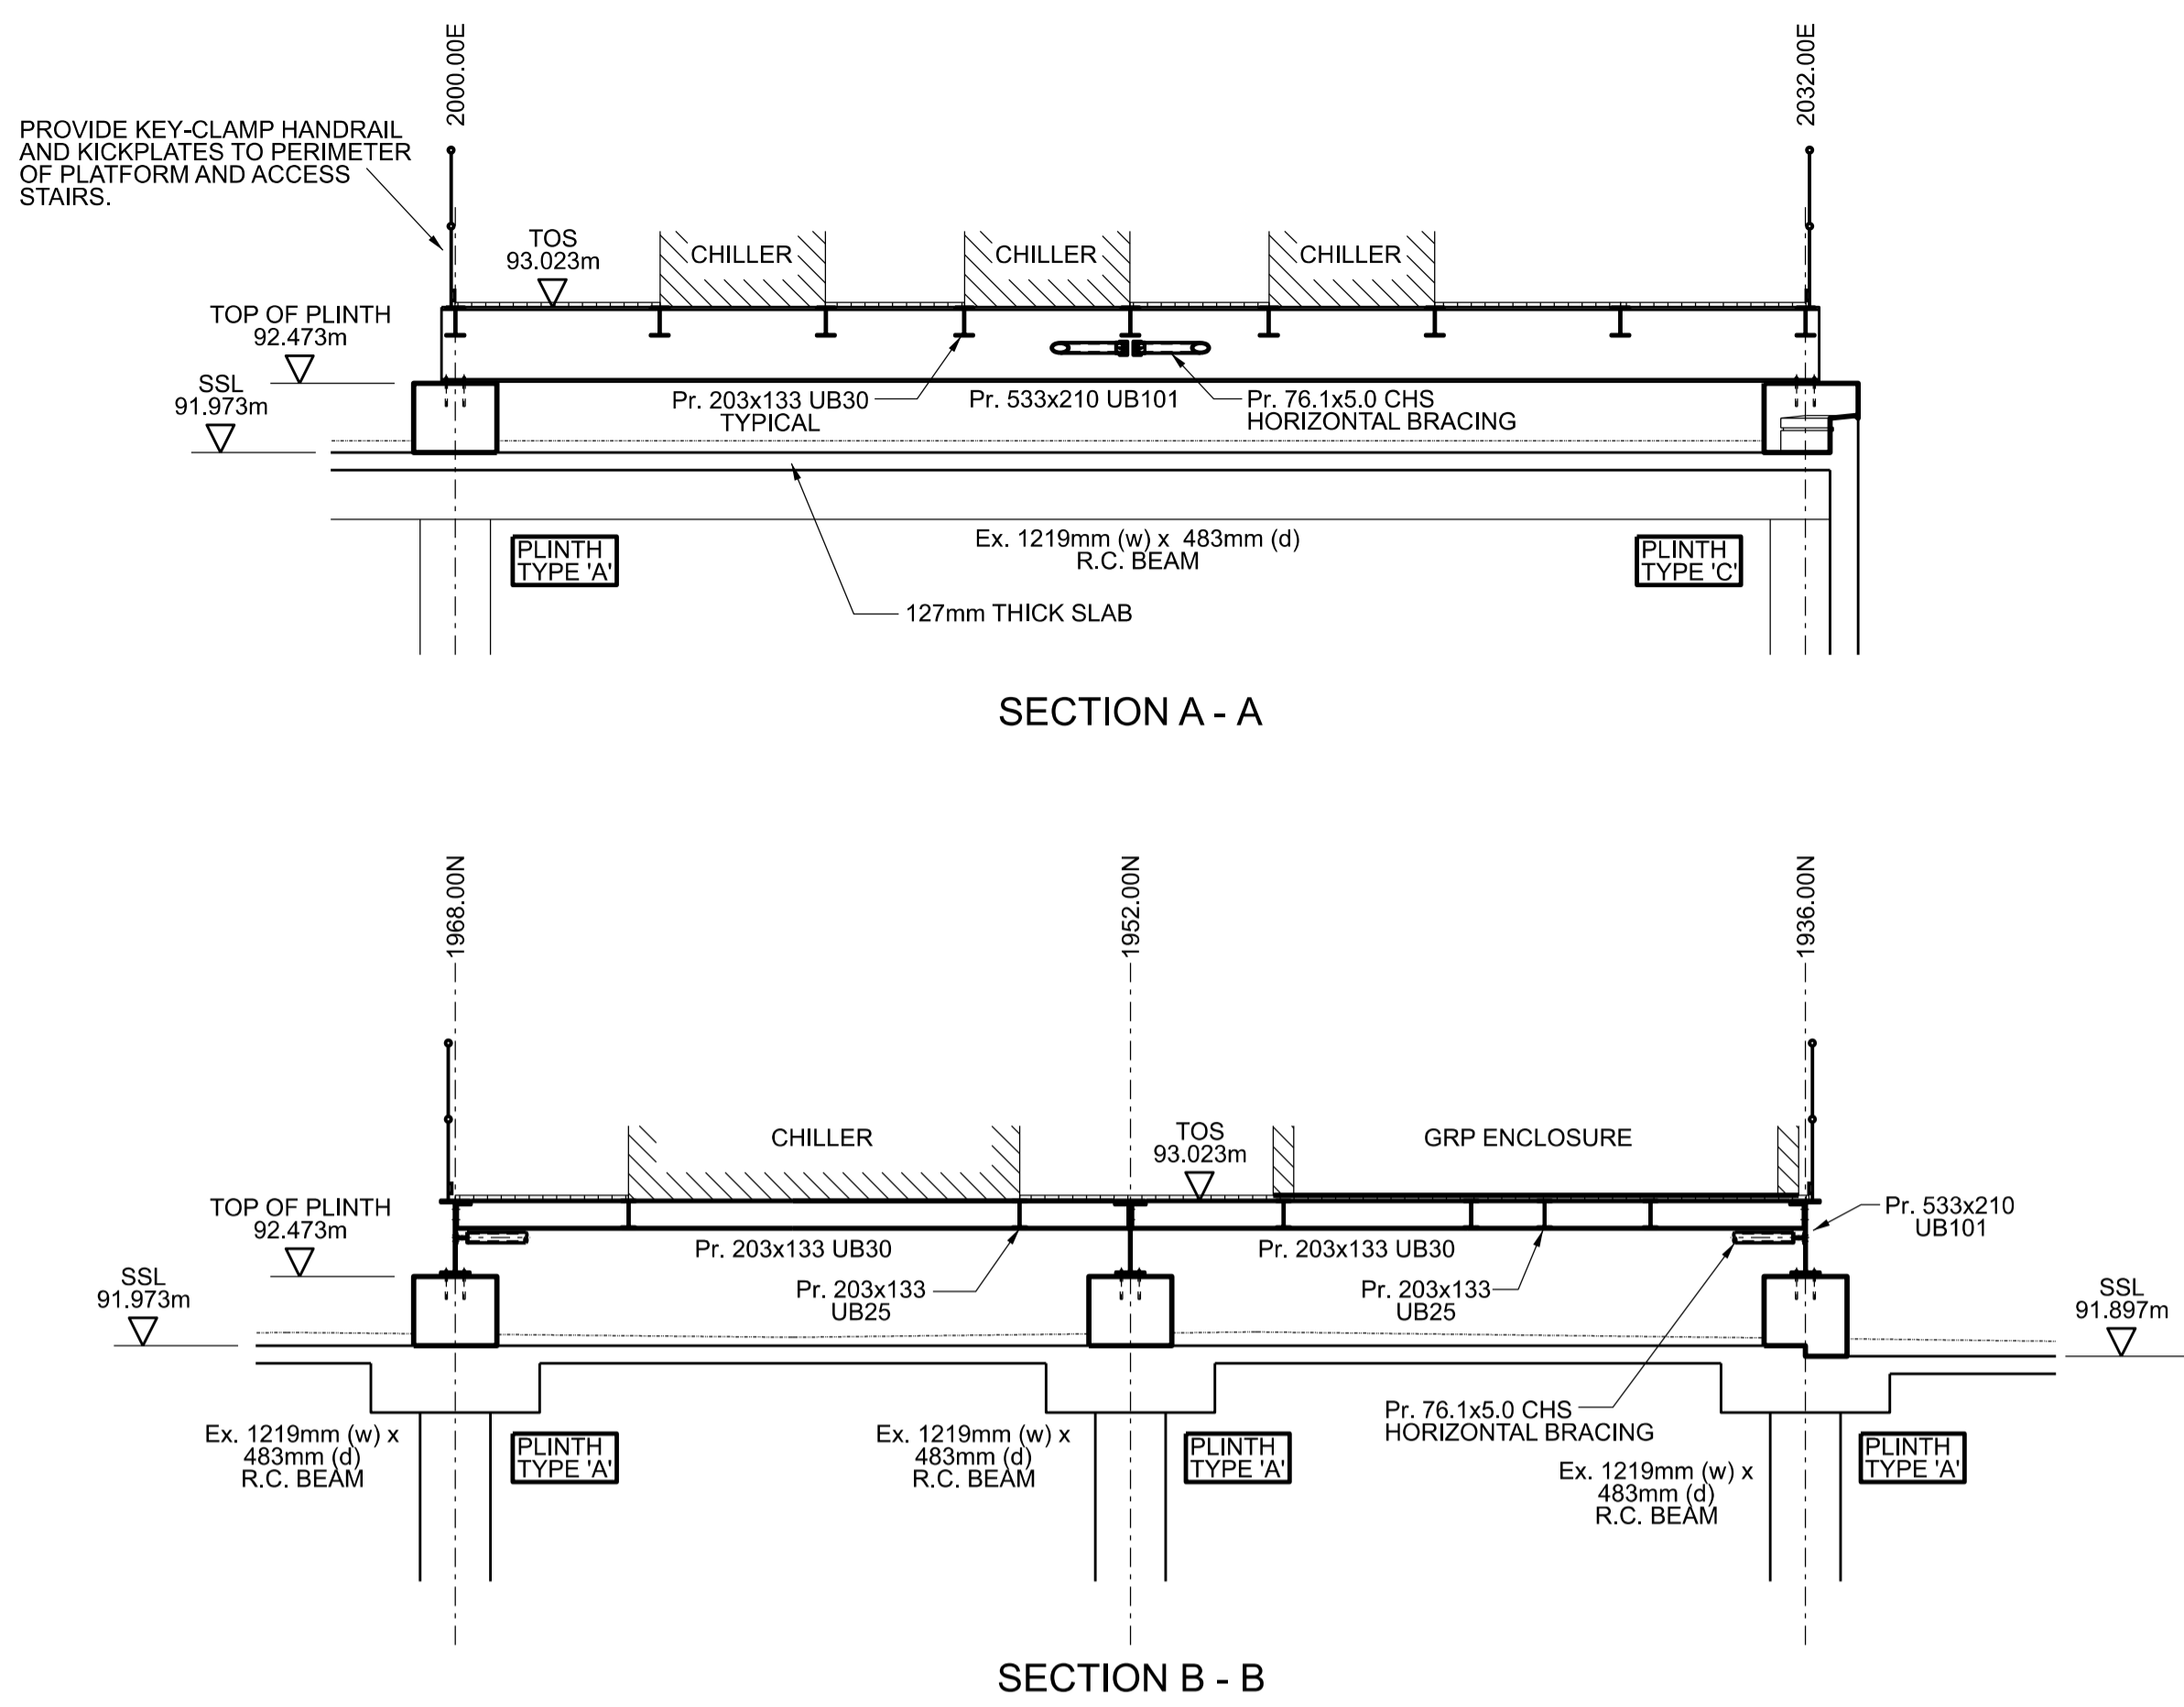 2000.00E
2032.00E
PROVIDE KEY-CLAMP HANDRAIL
AND KICKPLATES TO PERIMETER
OF PLATFORM AND ACCESS
STAIRS.
TOS
93.023m
CHILLER
CHILLER
CHILLER
TOP OF PLINTH
92.473m
SSL
91.973m
Pr. 203x133 UB30
TYPICAL
Pr. 533x210 UB101
Pr. 76.1x5.0 CHS
HORIZONTAL BRACING
PLINTH
TYPE 'A'
Ex. 1219mm (w) x 483mm (d)
R.C. BEAM
PLINTH
TYPE 'C'
127mm THICK SLAB
SECTION A - A
1968.00N
1952.00N
1936.00N
CHILLER
TOS
93.023m
GRP ENCLOSURE
TOP OF PLINTH
92.473m
Pr. 533x210
UB101
Pr. 203x133 UB30
Pr. 203x133 UB30
SSL
91.973m
Pr. 203x133
UB25
Pr. 203x133
UB25
SSL
91.897m
Pr. 76.1x5.0 CHS
HORIZONTAL BRACING
Ex. 1219mm (w) x
483mm (d)
R.C. BEAM
PLINTH
TYPE 'A'
Ex. 1219mm (w) x
483mm (d)
R.C. BEAM
PLINTH
TYPE 'A'
Ex. 1219mm (w) x
483mm (d)
R.C. BEAM
PLINTH
TYPE 'A'
SECTION B - B